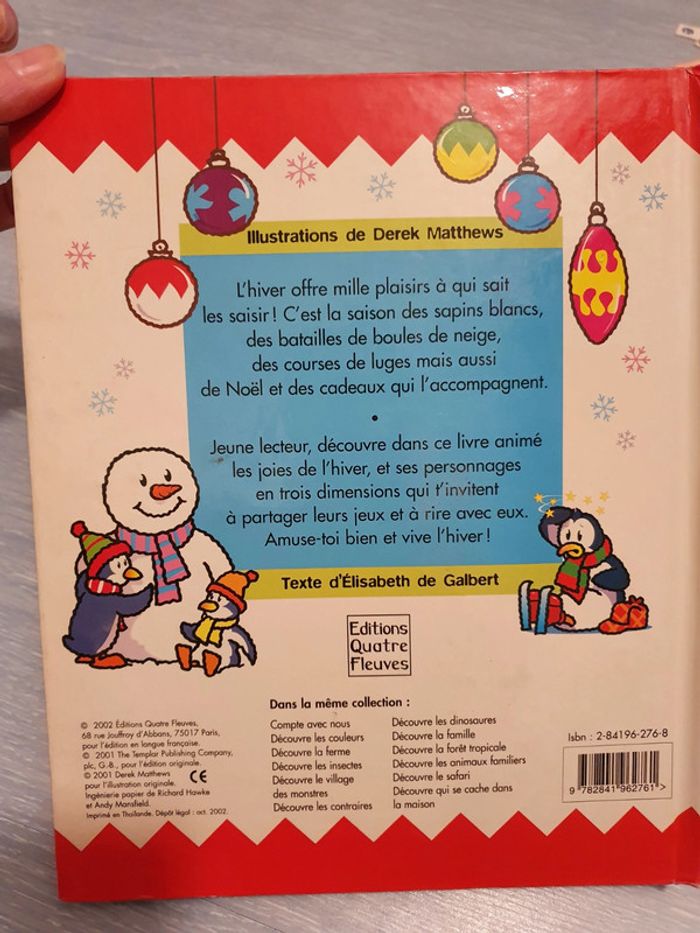 Illustrations de Derek Matthews
L'hiver offre mille plaisirs à qui sait
les saisir ! C'est la saison des sapins blancs,
des batailles de boules de neige,
des courses de luges mais aussi
de Noël et des cadeaux qui l'accompagnent.
•
Jeune lecteur, découvre dans ce livre animé
les joies de l'hiver, et ses personnages
en trois dimensions qui t'invitent
à partager leurs jeux et à rire avec eux.
Amuse-toi bien et vive l'hiver !
Texte d'Élisabeth de Galbert
Editions
Quatre
Fleuves
© 2002 Éditions Quatre Fleuves,
68 rue Jouffroy d'Abbans, 75017 Paris,
pour l'édition en langue française.
© 2001 The Templar Publishing Company,
plc, G.-B., pour l'édition originale.
© 2001 Derek Matthews
pour l'illustration originale.
CE
Ingénierie papier de Richard Hawke
et Andy Mansfield.
Imprimé en Thaïlande. Dépôt légal : oct. 2002.
Dans la même collection :
Compte avec nous
Découvre les couleurs
Découvre la ferme
Découvre les insectes
Découvre le village
des monstres
Découvre les contraires
Découvre les dinosaures
Découvre la famille
Découvre la forêt tropicale
Découvre les animaux familiers
Découvre le safari
Découvre qui se cache dans
la maison
Isbn : 2-84196-276-8
9 782841 962761 >